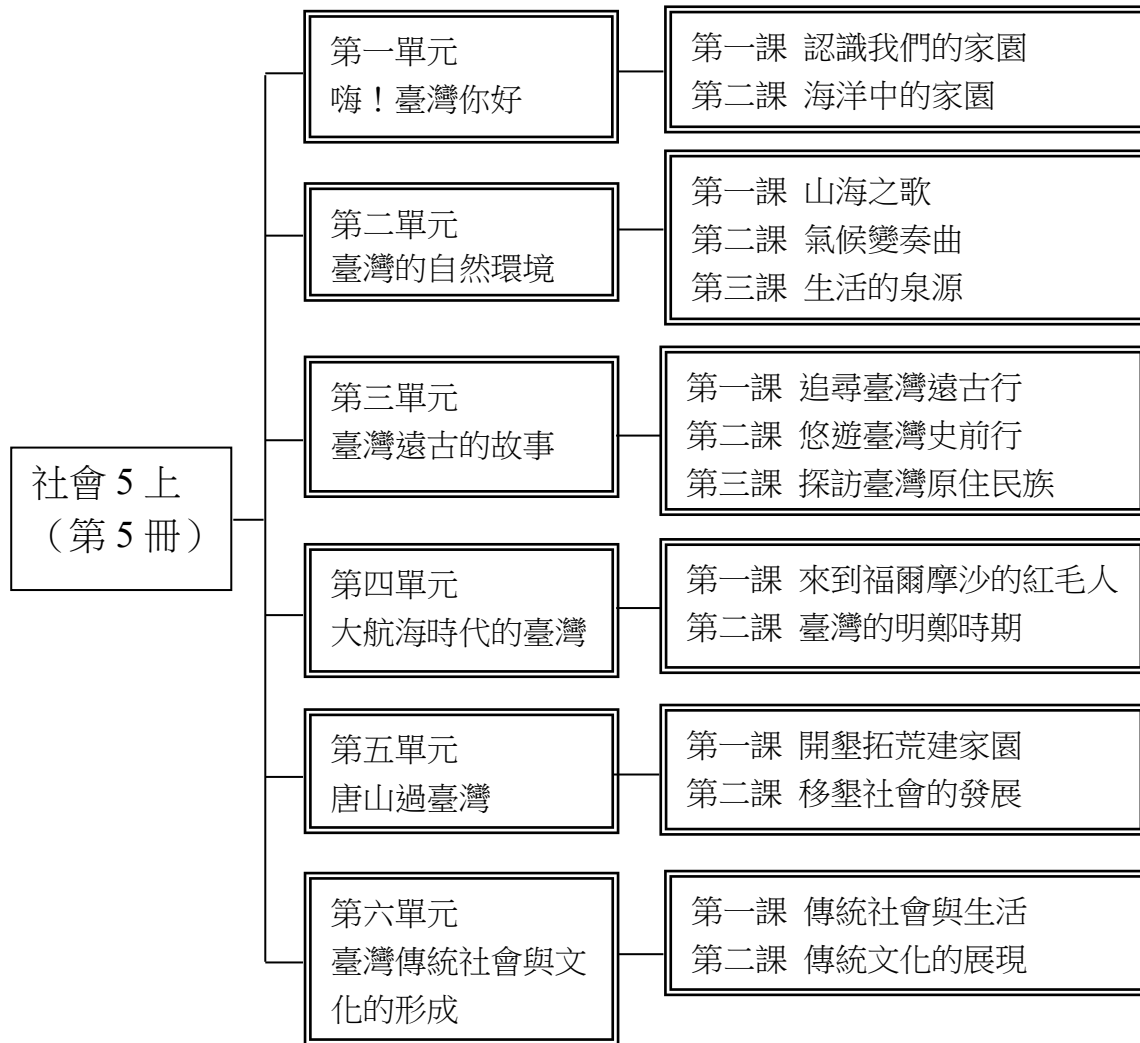 社會 5 上
（第 5 冊）
第一單元
嗨！臺灣你好
第一課 認識我們的家園
第二課 海洋中的家園
第二單元
臺灣的自然環境
第一課 山海之歌
第二課 氣候變奏曲
第三課 生活的泉源
第三單元
臺灣遠古的故事
第一課 追尋臺灣遠古行
第二課 悠遊臺灣史前行
第三課 探訪臺灣原住民族
第四單元
大航海時代的臺灣
第一課 來到福爾摩沙的紅毛人
第二課 臺灣的明鄭時期
第五單元
唐山過臺灣
第一課 開墾拓荒建家園
第二課 移墾社會的發展
第六單元
臺灣傳統社會與文
化的形成
第一課 傳統社會與生活
第二課 傳統文化的展現